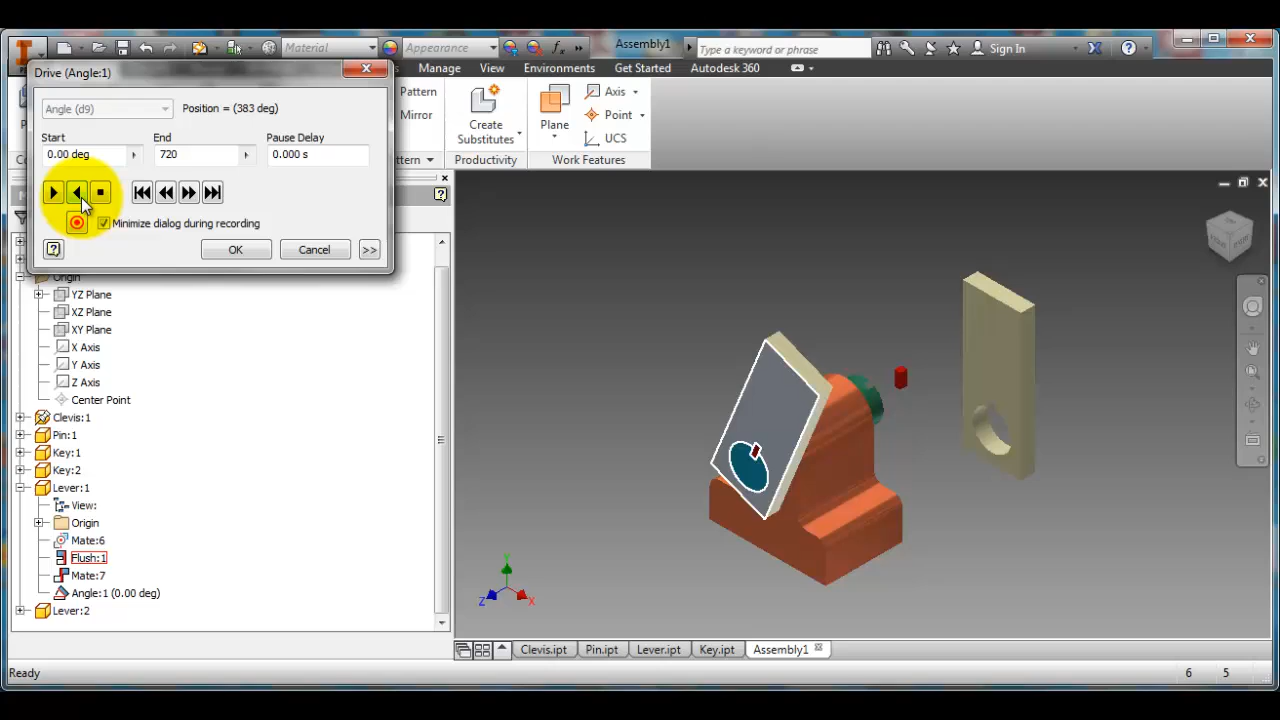 Material
Appearance
Assembly1
Type a keyword or phrase
Sign In
Drive (Angle:1)
Manage View Environments Get Started Autodesk 360
Angle (d9)
Position = (383 deg)
Pattern
Mirror
Create
Substitutes
Plane
Axis
Point
UCS
Productivity
Work Features
Start
End
Pause Delay
0.00 deg
720
0.000 s
Minimize dialog during recording
OK
Cancel
>>
Origin
YZ Plane
XZ Plane
XY Plane
X Axis
Y Axis
Z Axis
Center Point
Clevis:1
Pin:1
Key:1
Key:2
Lever:1
View:
Origin
Mate:6
Flush:1
Mate:7
Angle:1 (0.00 deg)
Lever:2
Y
Z
X
Clevis.ipt
Pin.ipt
Lever.ipt
Key.ipt
Assembly1
Ready
6
5